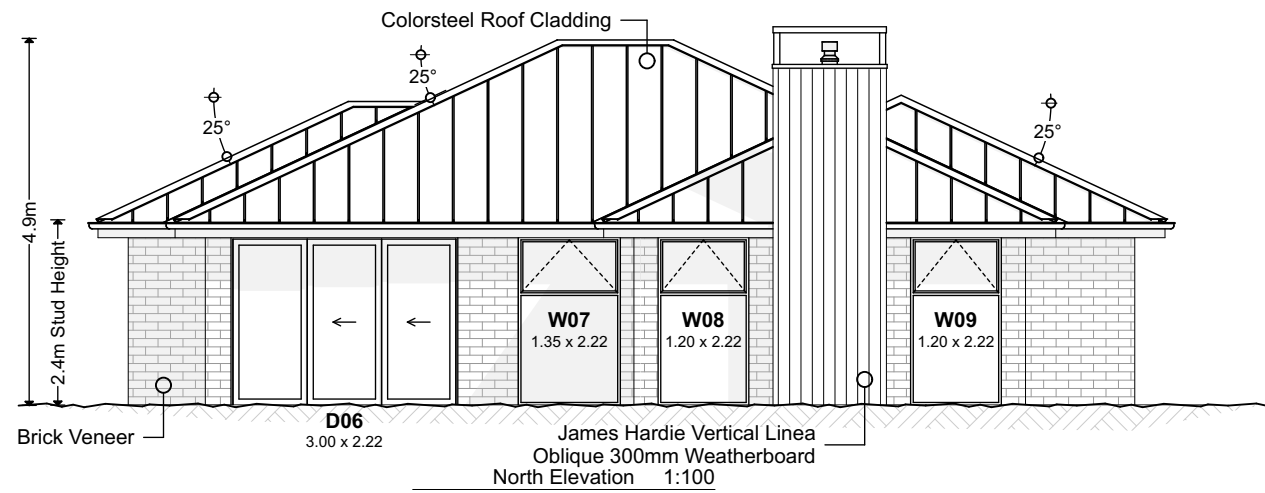 Colorsteel Roof Cladding
25°
25°
25°
25°
4.9m
2.4m Stud Height
W07
1.35 x 2.22
W08
1.20 x 2.22
W09
1.20 x 2.22
D06
3.00 x 2.22
Brick Veneer
James Hardie Vertical Linea
Oblique 300mm Weatherboard
North Elevation 1:100